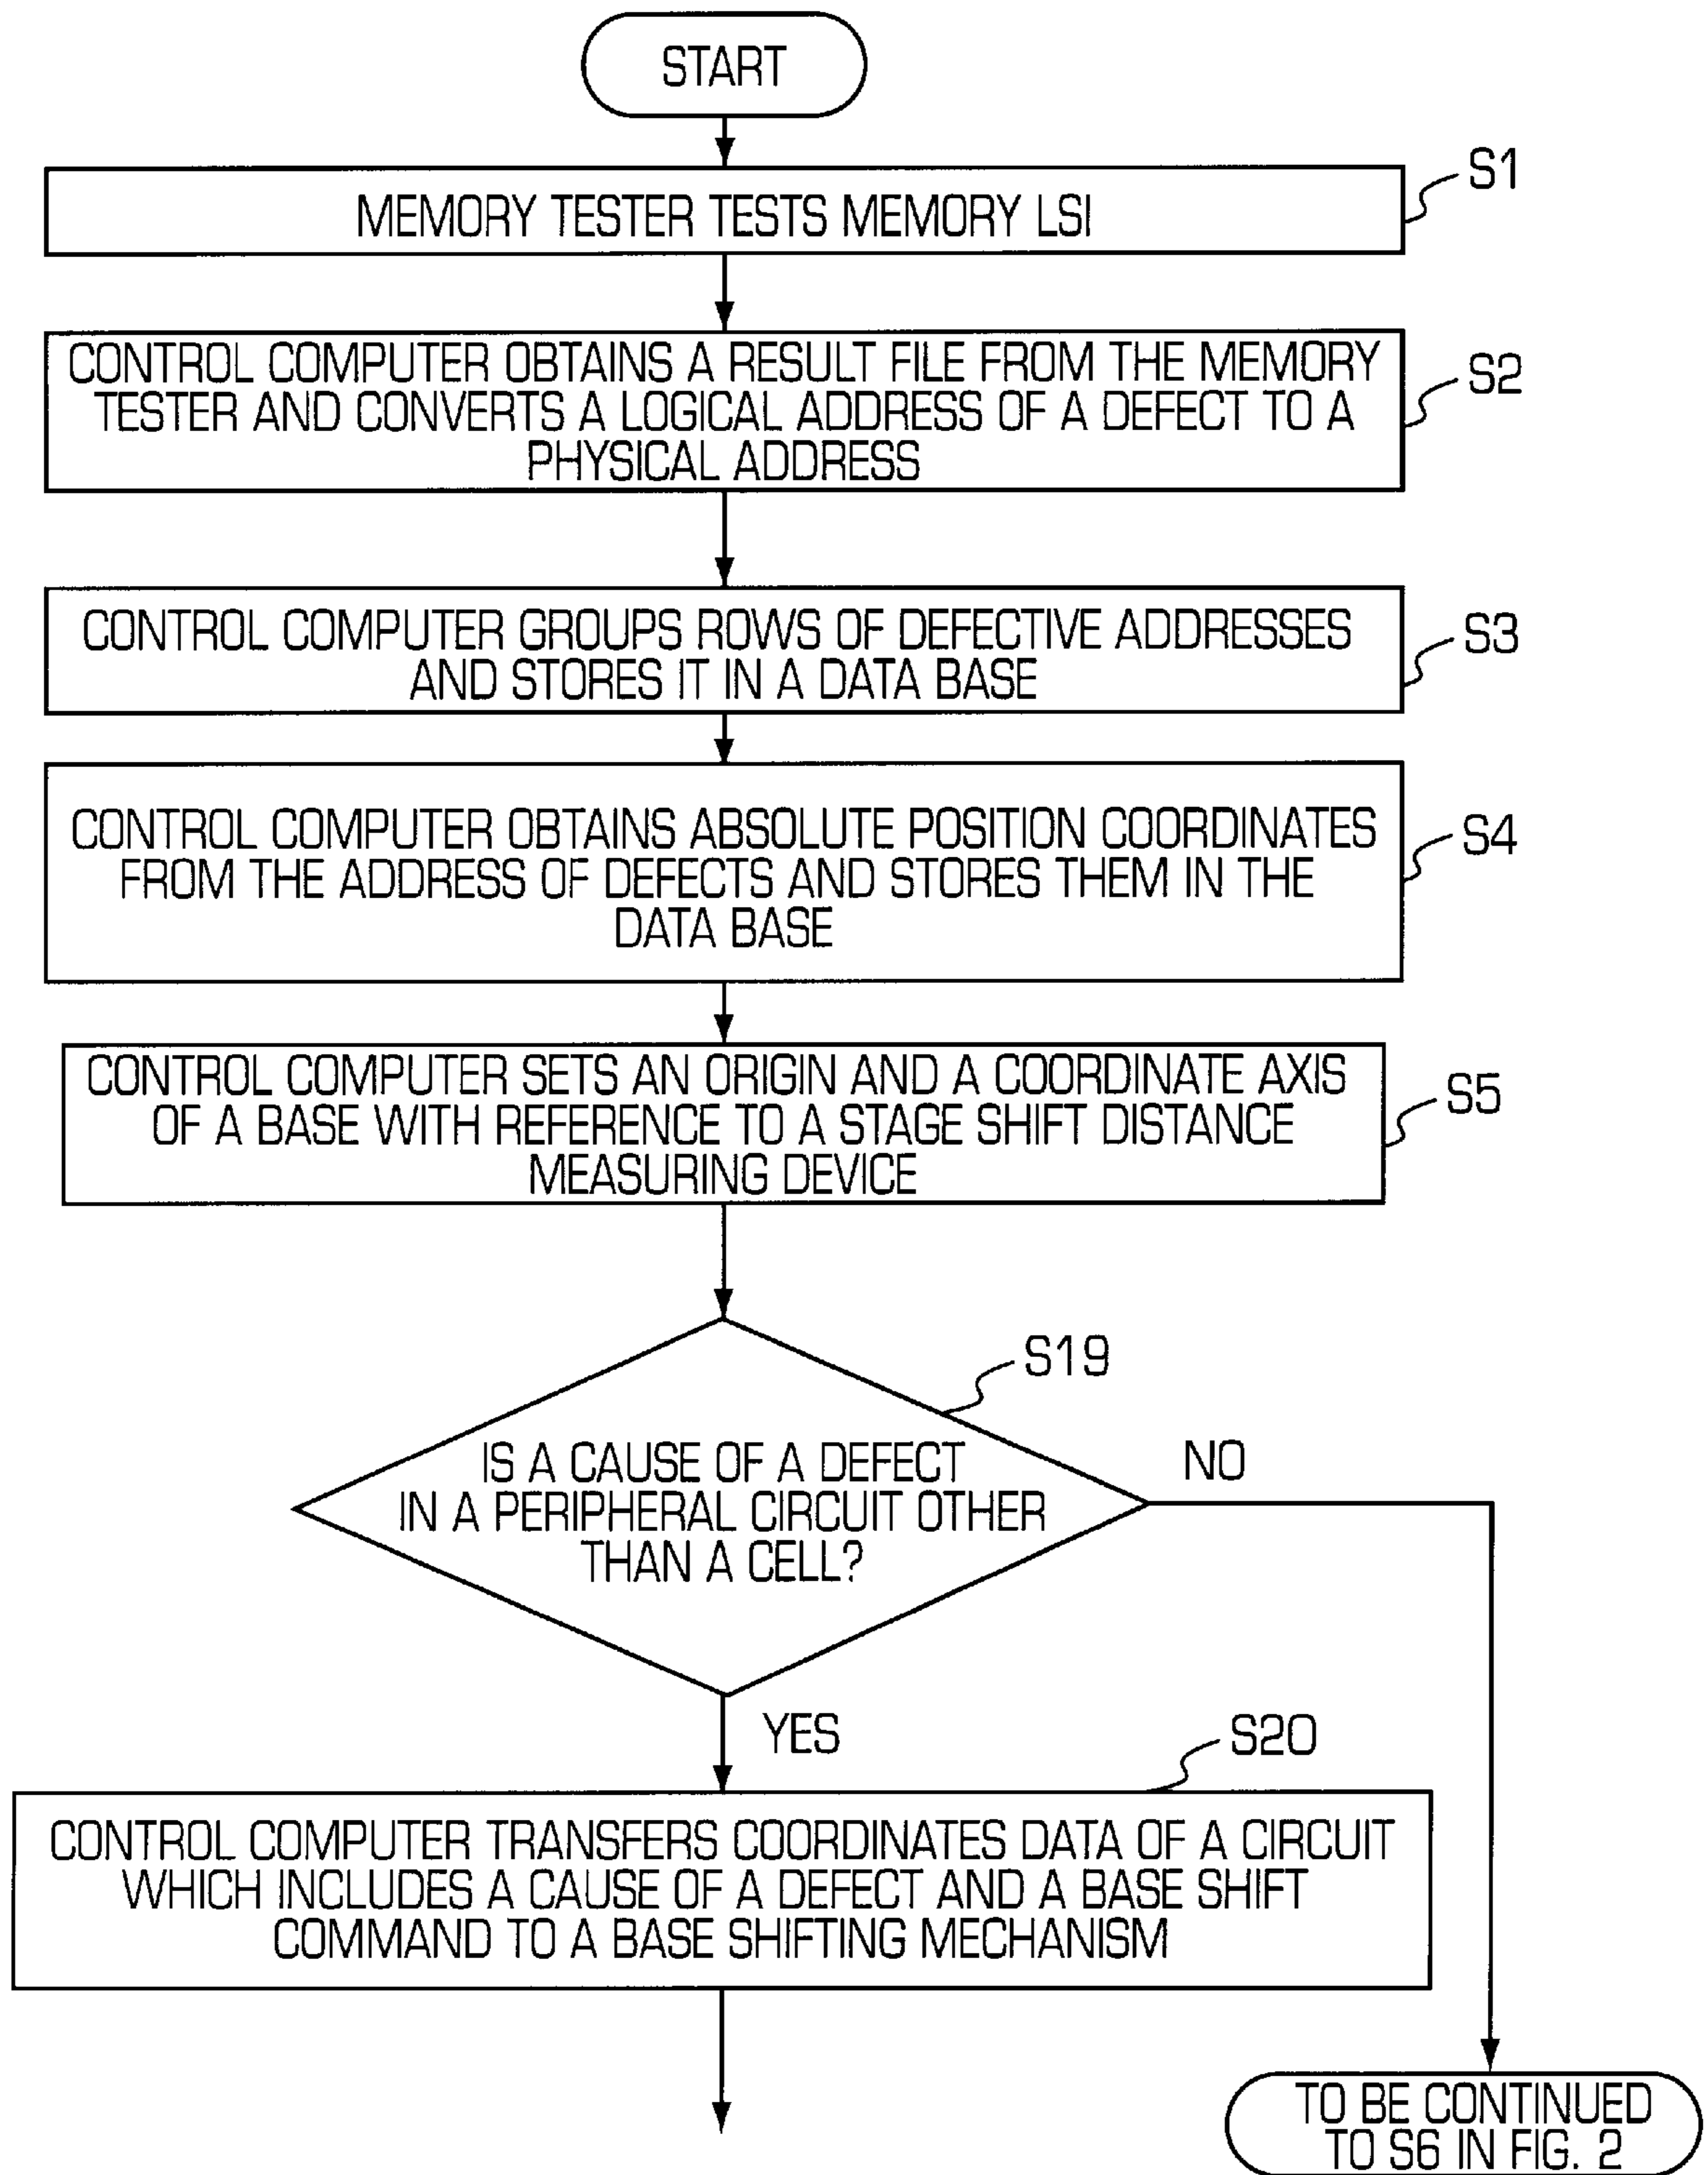 START
S1
MEMORY TESTER TESTS MEMORY LSI
CONTROL COMPUTER OBTAINS A RESULT FILE FROM THE MEMORY
TESTER AND CONVERTS A LOGICAL ADDRESS OF A DEFECT TO A
PHYSICAL ADDRESS
S2
CONTROL COMPUTER GROUPS ROWS OF DEFECTIVE ADDRESSES
AND STORES IT IN A DATA BASE
S3
CONTROL COMPUTER OBTAINS ABSOLUTE POSITION COORDINATES
FROM THE ADDRESS OF DEFECTS AND STORES THEM IN THE
DATA BASE
S4
CONTROL COMPUTER SETS AN ORIGIN AND A COORDINATE AXIS
OF A BASE WITH REFERENCE TO A STAGE SHIFT DISTANCE
MEASURING DEVICE
S5
S19
IS A CAUSE OF A DEFECT
IN A PERIPHERAL CIRCUIT OTHER
THAN A CELL?
NO
YES
S20
CONTROL COMPUTER TRANSFERS COORDINATES DATA OF A CIRCUIT
WHICH INCLUDES A CAUSE OF A DEFECT AND A BASE SHIFT
COMMAND TO A BASE SHIFTING MECHANISM
TO BE CONTINUED
TO S6 IN FIG. 2